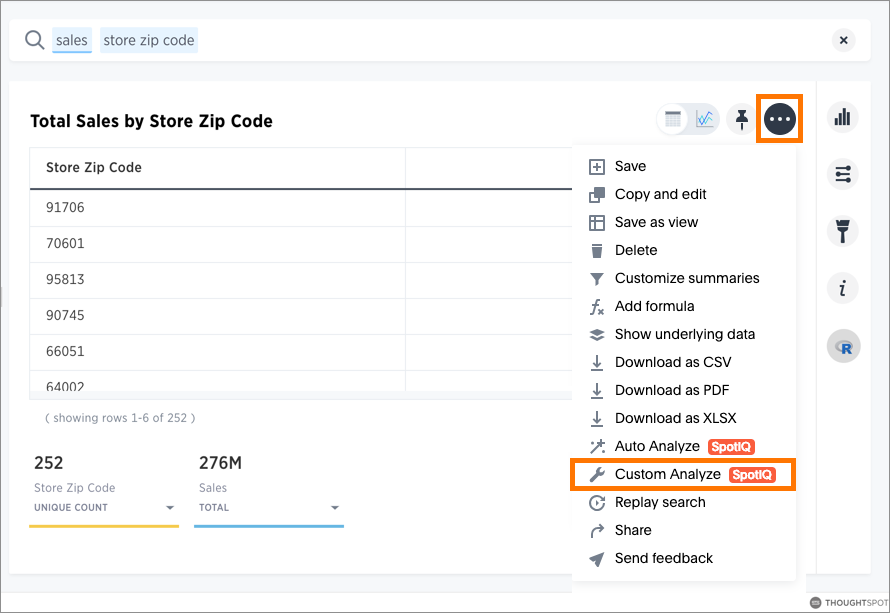 sales store zip code
Total Sales by Store Zip Code
Store Zip Code
91706
70601
95813
90745
66051
64002
( showing rows 1-6 of 252 )
252
Store Zip Code
UNIQUE COUNT
276M
Sales
TOTAL
Save
Copy and edit
Save as view
Delete
Customize summaries
Add formula
Show underlying data
Download as CSV
Download as PDF
Download as XLSX
Auto Analyze SpotIQ
Custom Analyze SpotIQ
Replay search
Share
Send feedback
i
R
THOUGHTSPOT